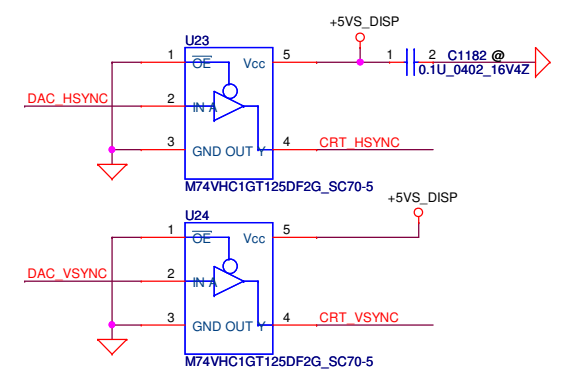 +5VS_DISP
U23
1 OE Vcc 5
1 2 C1182 @
0.1U_0402_16V4Z
DAC_HSYNC 2 IN A
3 GND OUT Y 4 CRT_HSYNC
M74VHC1GT125DF2G_SC70-5
+5VS_DISP
U24
1 OE Vcc 5
DAC_VSYNC 2 IN A
3 GND OUT Y 4 CRT_VSYNC
M74VHC1GT125DF2G_SC70-5